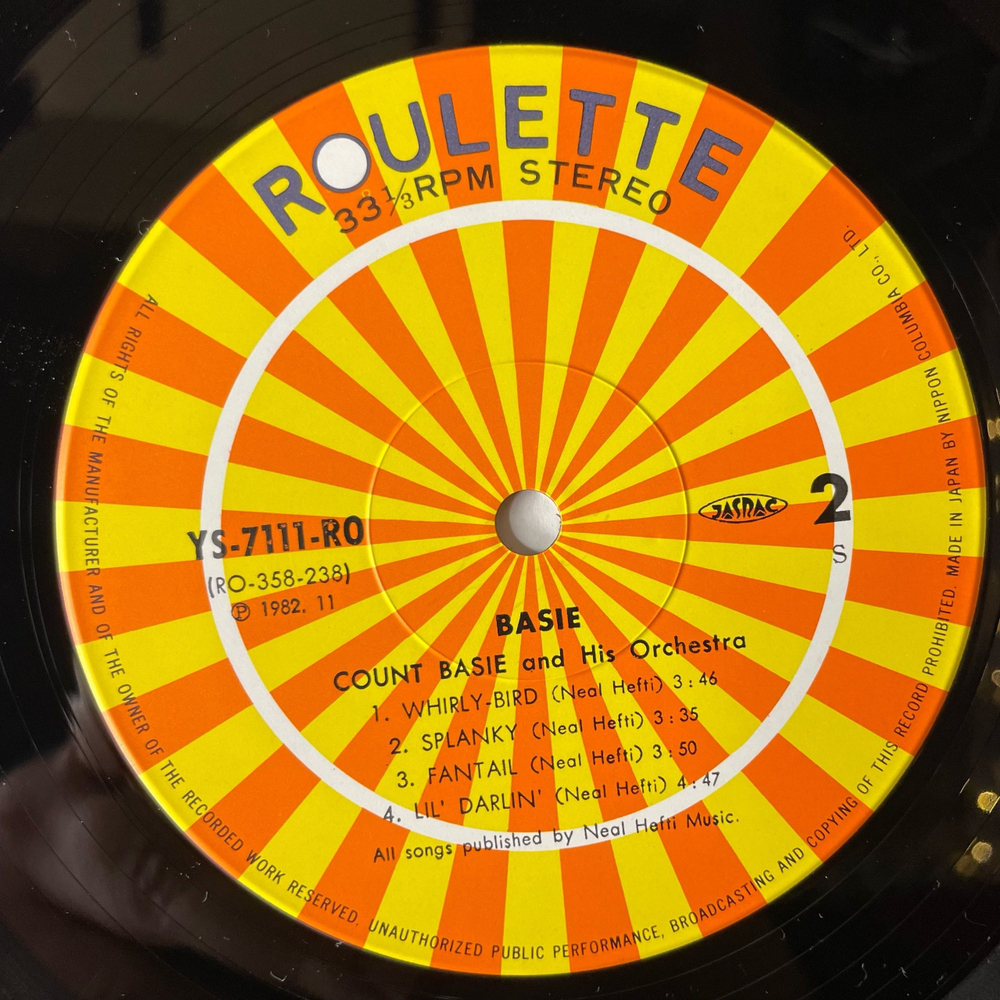 ROULETTE
33⅓RPM STEREO
JASRAC
2
S
YS-7111-RO
(RO-358-238)
Ⓟ 1982. 11
BASIE
COUNT BASIE and His Orchestra
1. WHIRLY-BIRD (Neal Hefti) 3:46
2. SPLANKY (Neal Hefti) 3:35
3. FANTAIL (Neal Hefti) 3:50
4. LIL' DARLIN' (Neal Hefti) 4:47
All songs published by Neal Hefti Music.
ALL RIGHTS OF THE MANUFACTURER AND OF THE OWNER OF THE RECORDED WORK RESERVED. UNAUTHORIZED PUBLIC PERFORMANCE, BROADCASTING AND COPYING OF THIS RECORD PROHIBITED. MADE IN JAPAN BY NIPPON COLUMBIA CO., LTD.